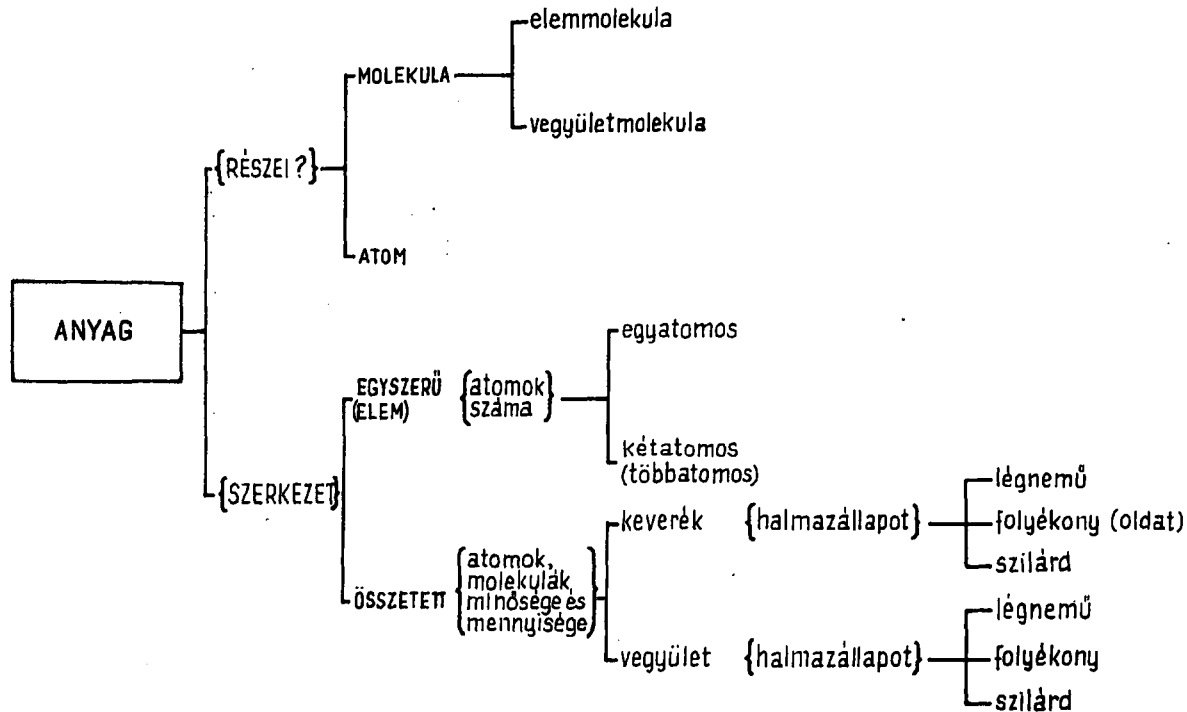 elemmolekula
MOLEKULA
vegyületmolekula
{RÉSZEI ?}
ATOM
ANYAG
egyatomos
EGYSZERŰ
(ELEM)
{atomok
száma}
kétatomos
(többatomos)
{SZERKEZET}
légnemű
keverék
{halmazállapot}
folyékony (oldat)
szilárd
ÖSSZETETT
{atomok,
molekulák
minősége és
mennyisége}
légnemű
vegyület
{halmazállapot}
folyékony
szilárd